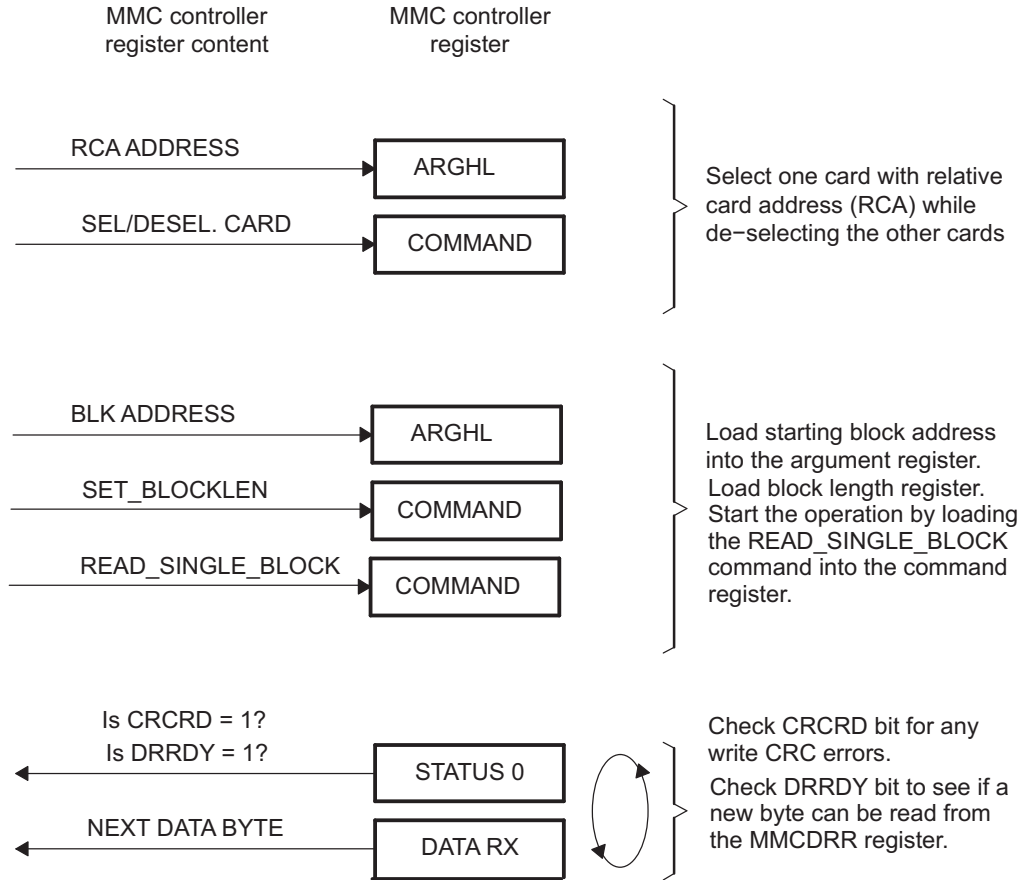 MMC controller
register content
MMC controller
register
RCA ADDRESS
ARGHL
SEL/DESEL. CARD
COMMAND
Select one card with relative
card address (RCA) while
de−selecting the other cards
BLK ADDRESS
ARGHL
SET_BLOCKLEN
COMMAND
READ_SINGLE_BLOCK
COMMAND
Load starting block address
into the argument register.
Load block length register.
Start the operation by loading
the READ_SINGLE_BLOCK
command into the command
register.
Is CRCRD = 1?
Is DRRDY = 1?
STATUS 0
NEXT DATA BYTE
DATA RX
Check CRCRD bit for any
write CRC errors.
Check DRRDY bit to see if a
new byte can be read from
the MMCDRR register.